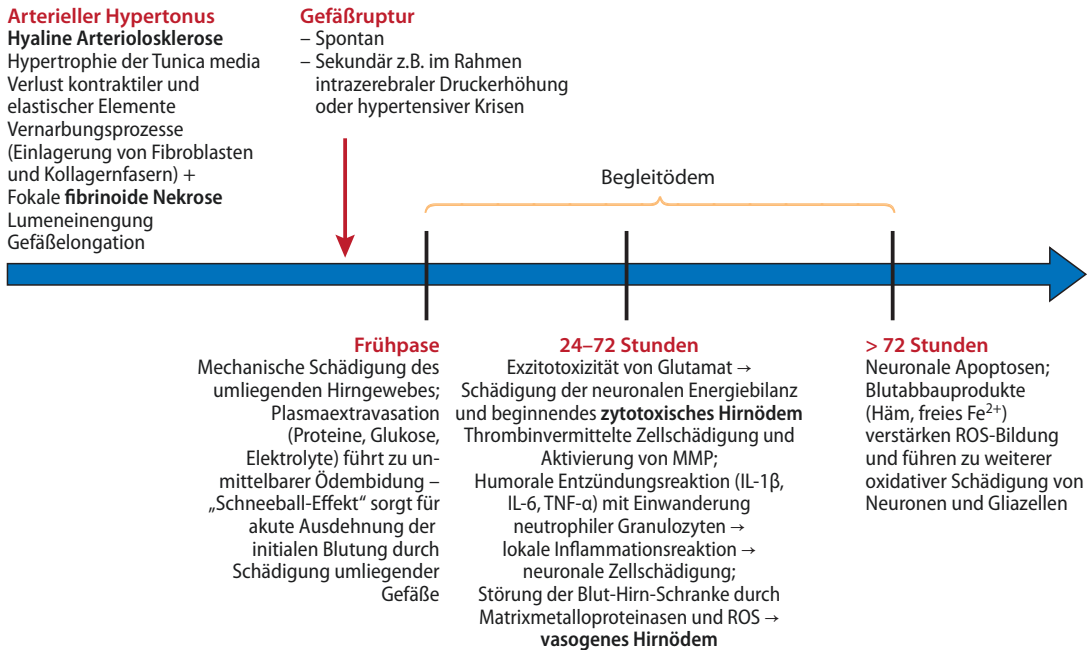 Arterieller Hypertonus
Hyaline Arteriolosklerose
Hypertrophie der Tunica media
Verlust kontraktiler und
elastischer Elemente
Vernarbungsprozesse
(Einlagerung von Fibroblasten
und Kollagernfasern) +
Fokale fibrinoide Nekrose
Lumeneinengung
Gefäßelongation
Gefäßruptur
– Spontan
– Sekundär z.B. im Rahmen
intrazerebraler Druckerhöhung
oder hypertensiver Krisen
Begleitödem
Frühpase
Mechanische Schädigung des
umliegenden Hirngewebes;
Plasmaextravasation
(Proteine, Glukose,
Elektrolyte) führt zu un-
mittelbarer Ödembidung –
„Schneeball-Effekt“ sorgt für
akute Ausdehnung der
initialen Blutung durch
Schädigung umliegender
Gefäße
24–72 Stunden
Exzitotoxizität von Glutamat →
Schädigung der neuronalen Energiebilanz
und beginnendes zytotoxisches Hirnödem
Thrombinvermittelte Zellschädigung und
Aktivierung von MMP;
Humorale Entzündungsreaktion (IL-1β,
IL-6, TNF-α) mit Einwanderung
neutrophiler Granulozyten →
lokale Inflammationsreaktion →
neuronale Zellschädigung;
Störung der Blut-Hirn-Schranke durch
Matrixmetalloproteinasen und ROS →
vasogenes Hirnödem
> 72 Stunden
Neuronale Apoptosen;
Blutabbauprodukte
(Häm, freies Fe²⁺)
verstärken ROS-Bildung
und führen zu weiterer
oxidativer Schädigung von
Neuronen und Gliazellen